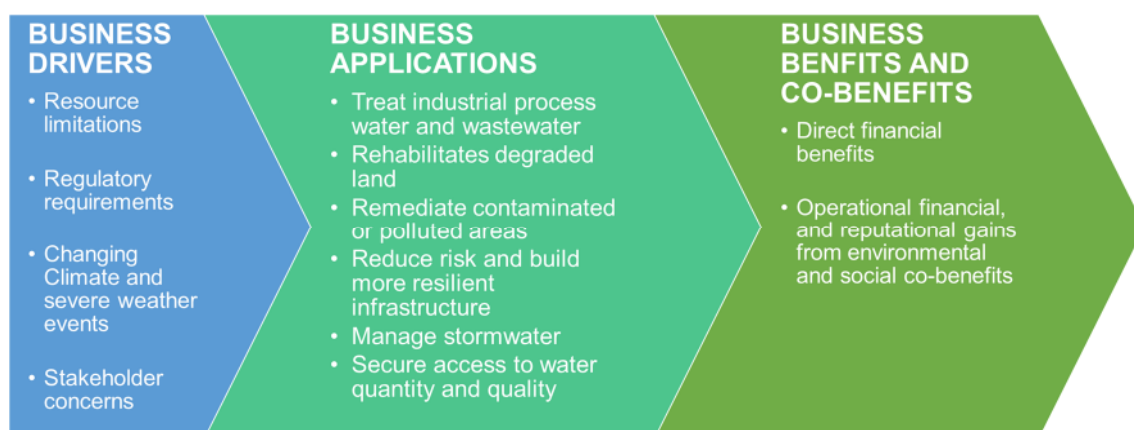 BUSINESS
DRIVERS
• Resource
limitations
• Regulatory
requirements
• Changing
Climate and
severe weather
events
• Stakeholder
concerns
BUSINESS
APPLICATIONS
• Treat industrial process
water and wastewater
• Rehabilitates degraded
land
• Remediate contaminated
or polluted areas
• Reduce risk and build
more resilient
infrastructure
• Manage stormwater
• Secure access to water
quantity and quality
BUSINESS
BENFITS AND
CO-BENEFITS
• Direct financial
benefits
• Operational financial,
and reputational gains
from environmental
and social co-benefits